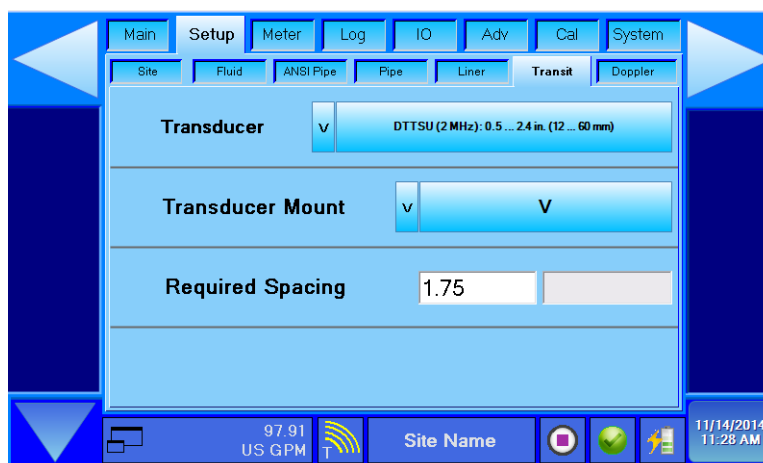 Main Setup Meter Log IO Adv Cal System
Site Fluid ANSI Pipe Pipe Liner Transit Doppler
Transducer v DTTSU (2 MHz): 0.5 ... 2.4 in. (12 ... 60 mm)
Transducer Mount v V
Required Spacing 1.75
97.91
US GPM T Site Name
11/14/2014
11:28 AM